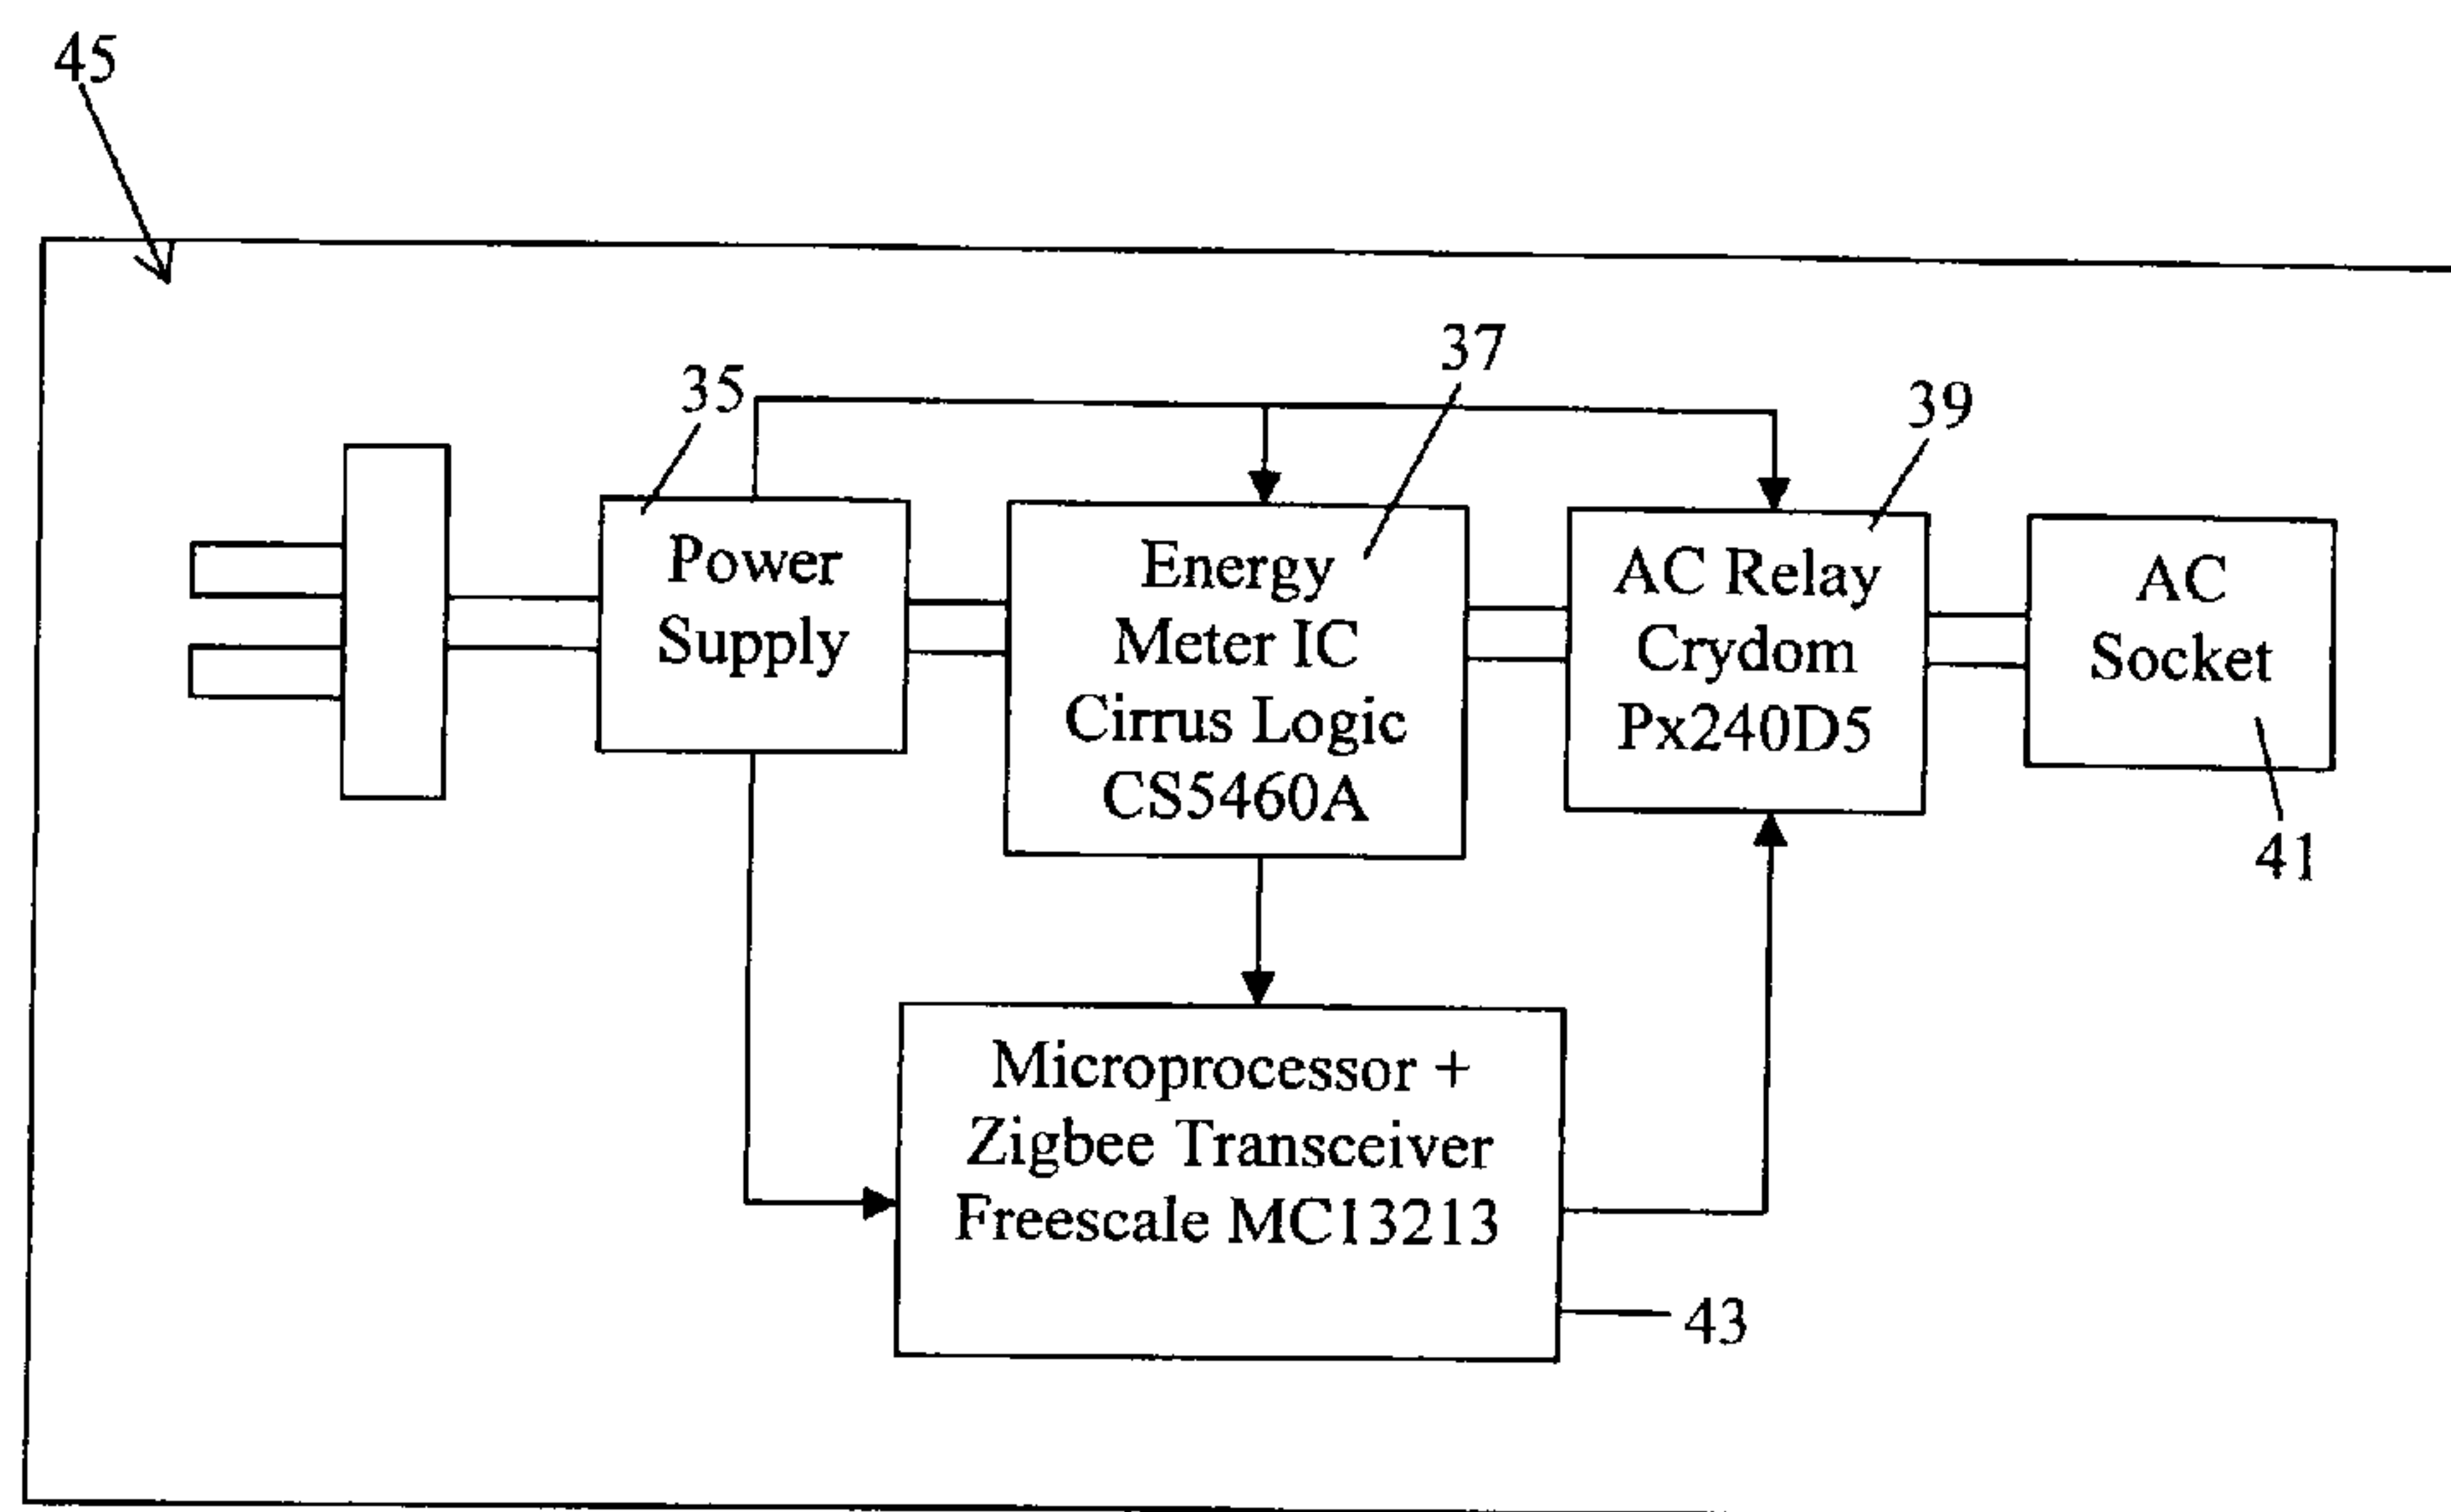 45
35
37
39
Power
Supply
Energy
Meter IC
Cirrus Logic
CS5460A
AC Relay
Crydom
Px240D5
AC
Socket
41
Microprocessor +
Zigbee Transceiver
Freescale MC13213
43